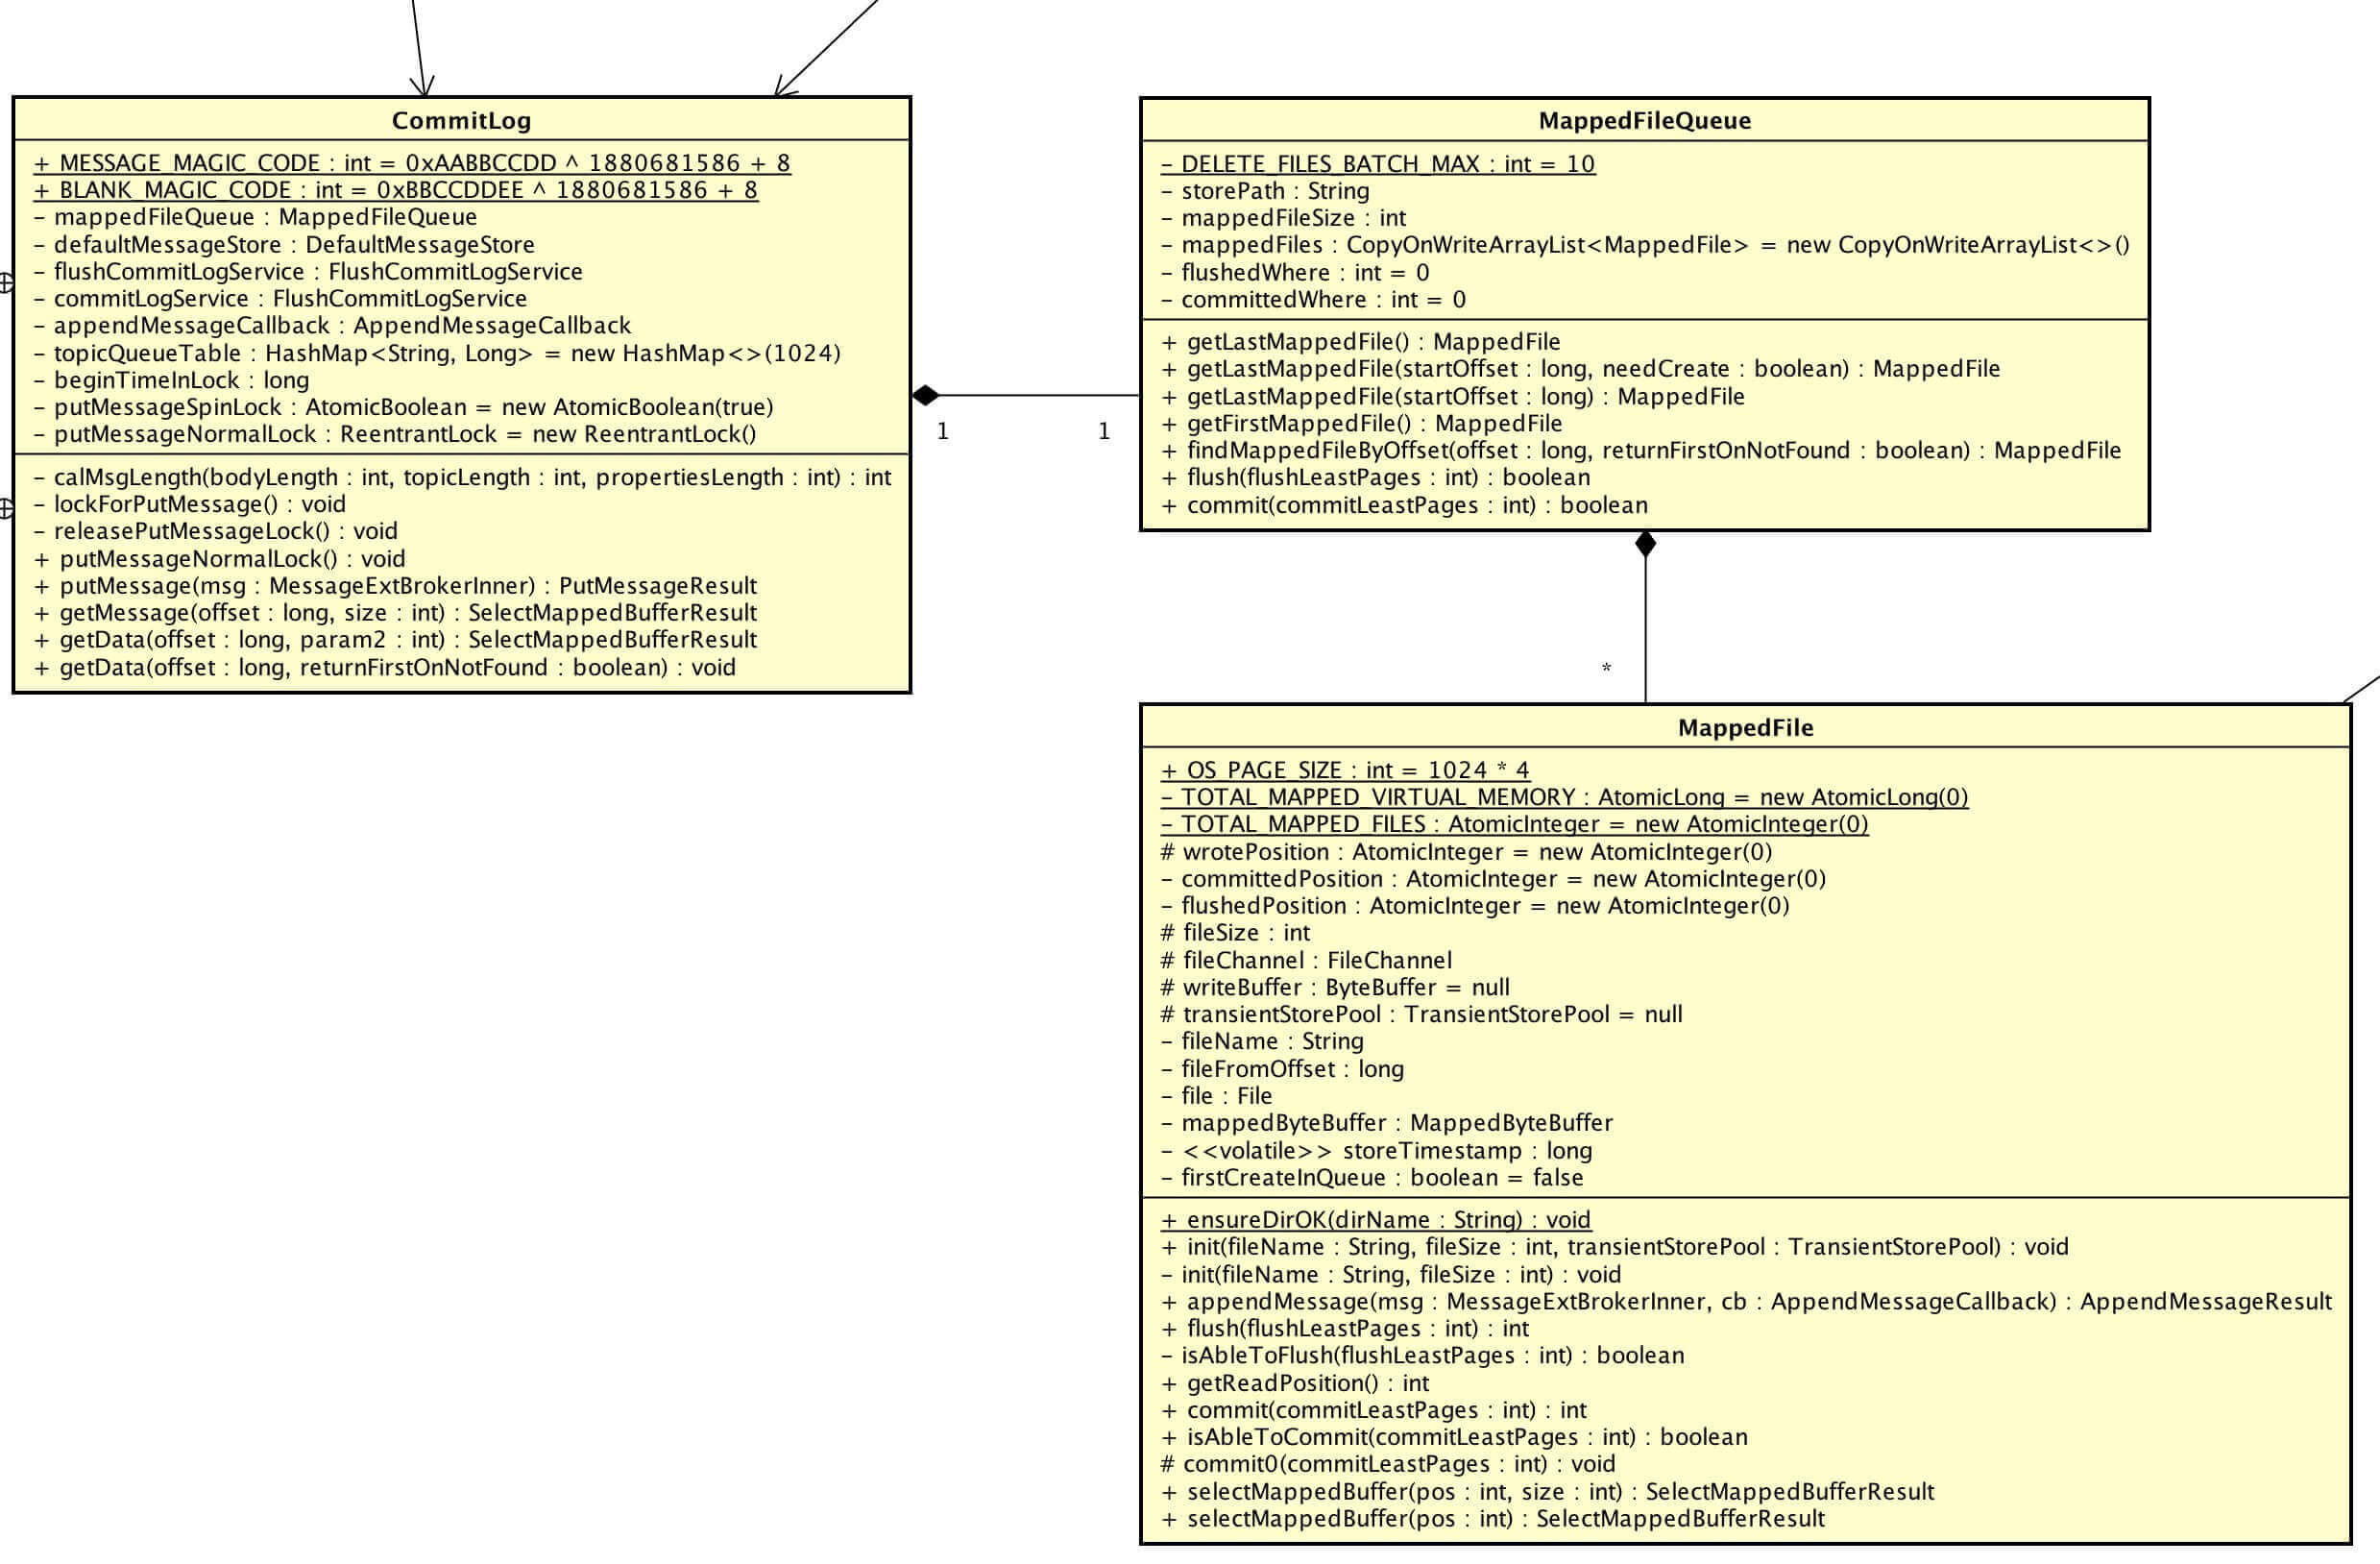 CommitLog
+ MESSAGE_MAGIC_CODE : int = 0xAABBCCDD ^ 1880681586 + 8
+ BLANK_MAGIC_CODE : int = 0xBBCCDDEE ^ 1880681586 + 8
- mappedFileQueue : MappedFileQueue
- defaultMessageStore : DefaultMessageStore
- flushCommitLogService : FlushCommitLogService
- commitLogService : FlushCommitLogService
- appendMessageCallback : AppendMessageCallback
- topicQueueTable : HashMap<String, Long> = new HashMap<>(1024)
- beginTimeInLock : long
- putMessageSpinLock : AtomicBoolean = new AtomicBoolean(true)
- putMessageNormalLock : ReentrantLock = new ReentrantLock()
- calMsgLength(bodyLength : int, topicLength : int, propertiesLength : int) : int
- lockForPutMessage() : void
- releasePutMessageLock() : void
+ putMessageNormalLock() : void
+ putMessage(msg : MessageExtBrokerInner) : PutMessageResult
+ getMessage(offset : long, size : int) : SelectMappedBufferResult
+ getData(offset : long, param2 : int) : SelectMappedBufferResult
+ getData(offset : long, returnFirstOnNotFound : boolean) : void
1
1
MappedFileQueue
- DELETE_FILES_BATCH_MAX : int = 10
- storePath : String
- mappedFileSize : int
- mappedFiles : CopyOnWriteArrayList<MappedFile> = new CopyOnWriteArrayList<>()
- flushedWhere : int = 0
- committedWhere : int = 0
+ getLastMappedFile() : MappedFile
+ getLastMappedFile(startOffset : long, needCreate : boolean) : MappedFile
+ getLastMappedFile(startOffset : long) : MappedFile
+ getFirstMappedFile() : MappedFile
+ findMappedFileByOffset(offset : long, returnFirstOnNotFound : boolean) : MappedFile
+ flush(flushLeastPages : int) : boolean
+ commit(commitLeastPages : int) : boolean
*
MappedFile
+ OS_PAGE_SIZE : int = 1024 * 4
- TOTAL_MAPPED_VIRTUAL_MEMORY : AtomicLong = new AtomicLong(0)
- TOTAL_MAPPED_FILES : AtomicInteger = new AtomicInteger(0)
# wrotePosition : AtomicInteger = new AtomicInteger(0)
- committedPosition : AtomicInteger = new AtomicInteger(0)
- flushedPosition : AtomicInteger = new AtomicInteger(0)
# fileSize : int
# fileChannel : FileChannel
# writeBuffer : ByteBuffer = null
# transientStorePool : TransientStorePool = null
- fileName : String
- fileFromOffset : long
- file : File
- mappedByteBuffer : MappedByteBuffer
- <<volatile>> storeTimestamp : long
- firstCreateInQueue : boolean = false
+ ensureDirOK(dirName : String) : void
+ init(fileName : String, fileSize : int, transientStorePool : TransientStorePool) : void
- init(fileName : String, fileSize : int) : void
+ appendMessage(msg : MessageExtBrokerInner, cb : AppendMessageCallback) : AppendMessageResult
+ flush(flushLeastPages : int) : int
- isAbleToFlush(flushLeastPages : int) : boolean
+ getReadPosition() : int
+ commit(commitLeastPages : int) : int
+ isAbleToCommit(commitLeastPages : int) : boolean
# commit0(commitLeastPages : int) : void
+ selectMappedBuffer(pos : int, size : int) : SelectMappedBufferResult
+ selectMappedBuffer(pos : int) : SelectMappedBufferResult